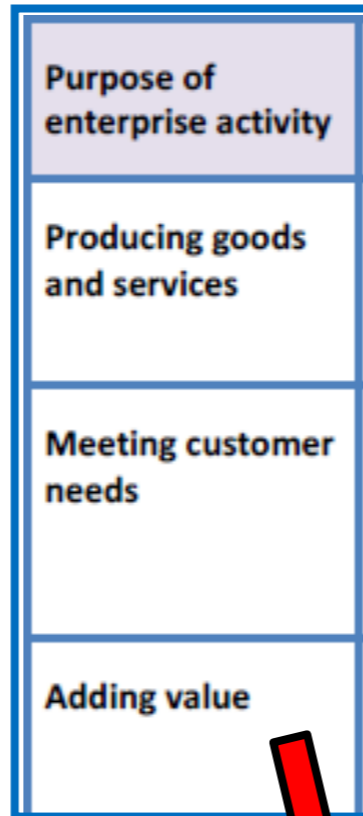 Purpose of
enterprise activity
Producing goods
and services
Meeting customer
needs
Adding value